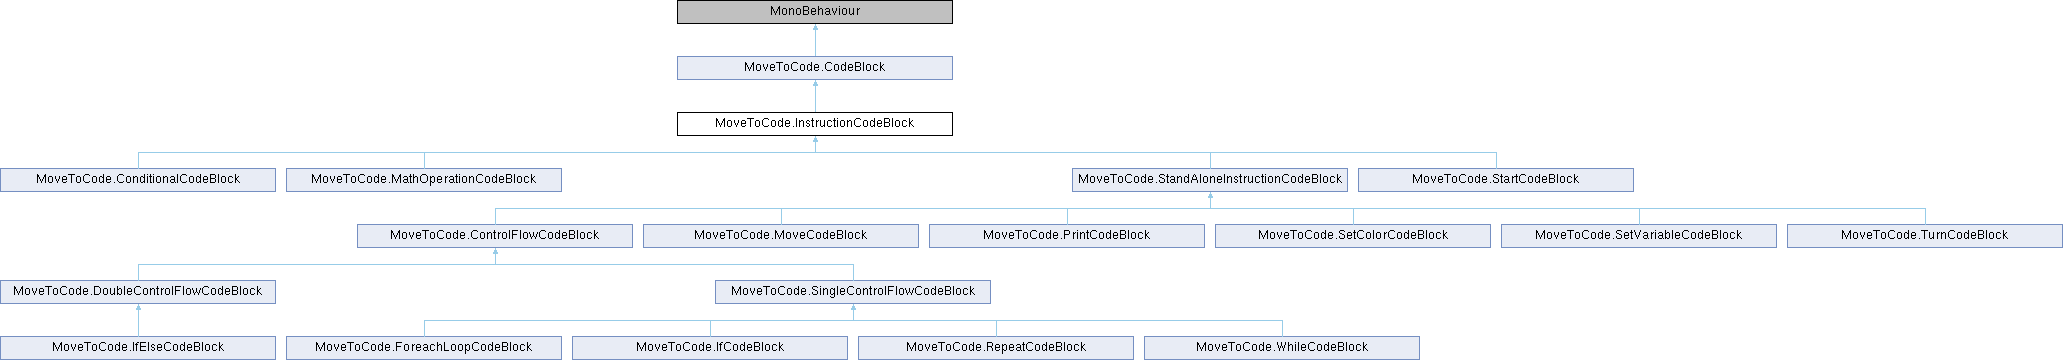 MonoBehaviour
MoveToCode.CodeBlock
MoveToCode.InstructionCodeBlock
MoveToCode.ConditionalCodeBlock
MoveToCode.MathOperationCodeBlock
MoveToCode.StandAloneInstructionCodeBlock
MoveToCode.StartCodeBlock
MoveToCode.ControlFlowCodeBlock
MoveToCode.MoveCodeBlock
MoveToCode.PrintCodeBlock
MoveToCode.SetColorCodeBlock
MoveToCode.SetVariableCodeBlock
MoveToCode.TurnCodeBlock
MoveToCode.DoubleControlFlowCodeBlock
MoveToCode.SingleControlFlowCodeBlock
MoveToCode.IfElseCodeBlock
MoveToCode.ForeachLoopCodeBlock
MoveToCode.IfCodeBlock
MoveToCode.RepeatCodeBlock
MoveToCode.WhileCodeBlock